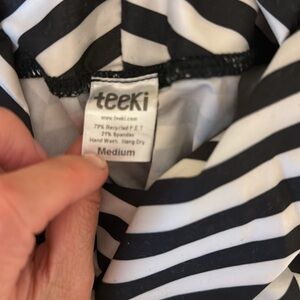 teeki
www.teeki.com
79% Recycled P.E.T
21% Spandex
Hand Wash Hang Dry
Medium